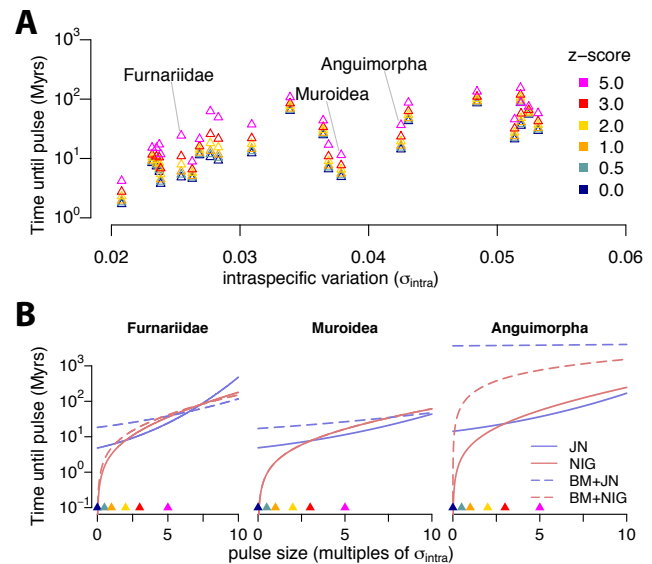 A
Time until pulse (Myrs)
10³
10²
10¹
10⁰
Furnariidae
Muroidea
Anguimorpha
z−score
5.0
3.0
2.0
1.0
0.5
0.0
0.02 0.03 0.04 0.05 0.06
intraspecific variation (σintra)
B
Furnariidae Muroidea Anguimorpha
Time until pulse (Myrs)
10³
10²
10¹
10⁰
10⁻¹
JN
NIG
BM+JN
BM+NIG
0 5 10 0 5 10 0 5 10
pulse size (multiples of σintra)